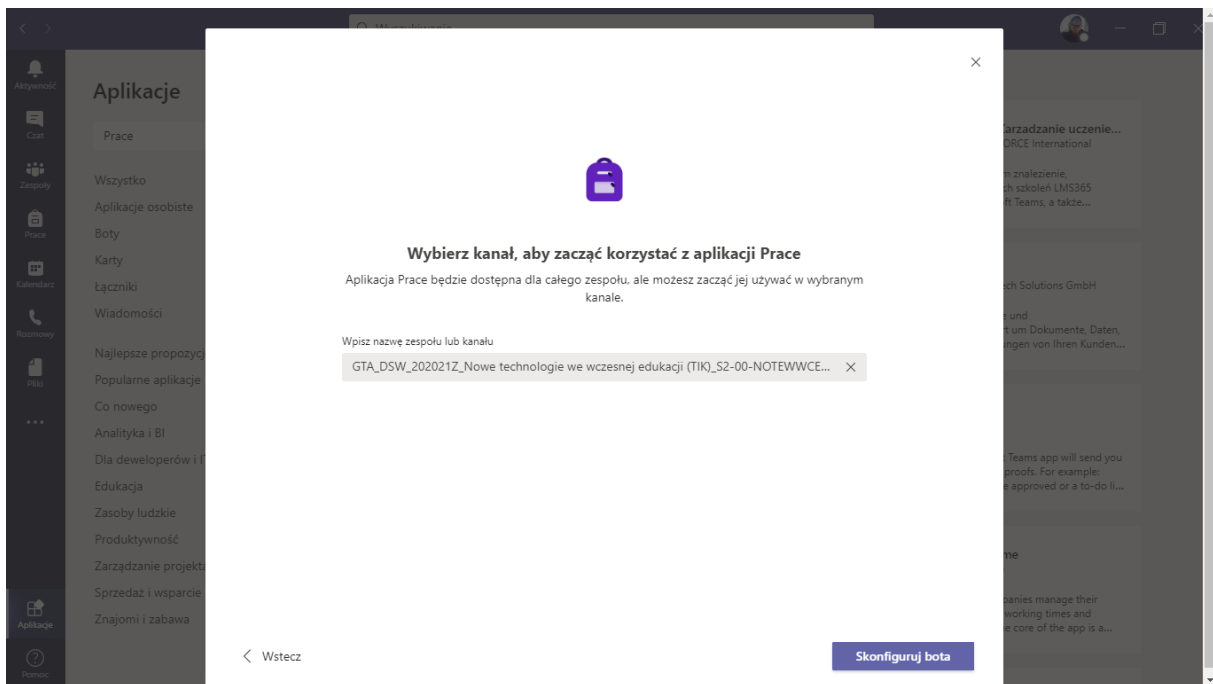 Wyszukiwanie
Aktywność
Czat
Zespoły
Prace
Kalendarz
Rozmowy
Pliki
Aplikacje
Pomoc
Aplikacje
Prace
Wszystko
Aplikacje osobiste
Boty
Karty
Łączniki
Wiadomości
Najlepsze
Popularne aplikacje
Co nowego
Analityka i BI
Dla deweloperów i
Edukacja
Zasoby ludzkie
Produktywność
Zarządzanie
Sprzedaż i wsparcie
Znajomi i zabawa
Wybierz kanał, aby zacząć korzystać z aplikacji Prace
Aplikacja Prace będzie dostępna dla całego zespołu, ale możesz zacząć jej używać w wybranym
kanale.
Wpisz nazwę zespołu lub kanału
GTA_DSW_202021Z_Nowe technologie we wczesnej edukacji (TIK)_S2-00-NOTEWWCE...
Wstecz
Skonfiguruj bota
arzadzanie uczenie...
ORCE International
znalezienie,
ch szkoleń LMS365
ft Teams, a także...
ch Solutions GmbH
und
t um Dokumente, Daten,
ngen von Ihren Kunden...
Teams app will send you
proofs. For example:
e approved or a to-do li...
me
panies manage their
working times and
e core of the app is a...